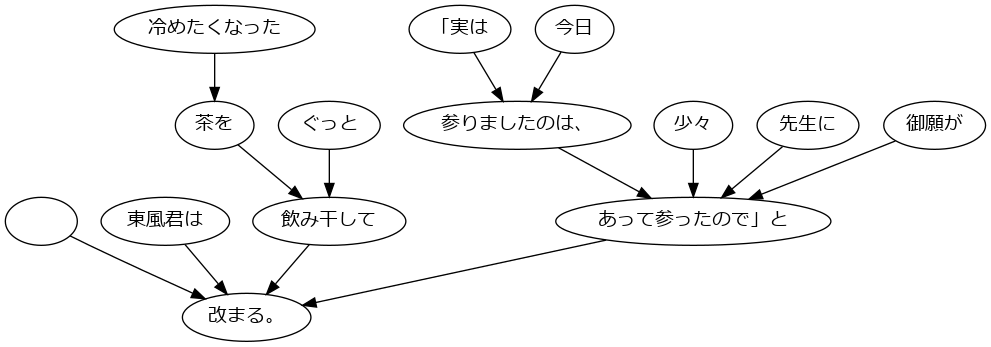 冷めたくなった
「実は
今日
茶を
ぐっと
参りましたのは、
少々
先生に
御願が
東風君は
飲み干して
あって参ったので」と
改まる。